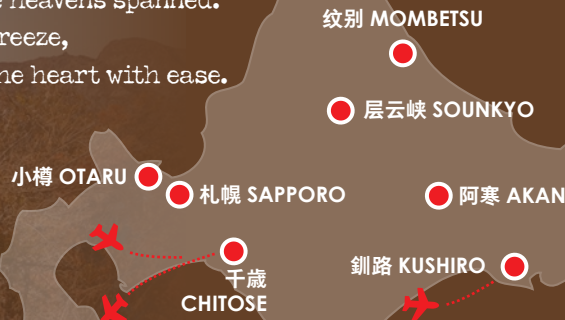 heavens spanned.
reeze,
he heart with ease.
纹别 MOMBETSU
层云峡 SOUNKYO
小樽 OTARU
札幌 SAPPORO
阿寒 AKAN
釧路 KUSHIRO
千歳
CHITOSE